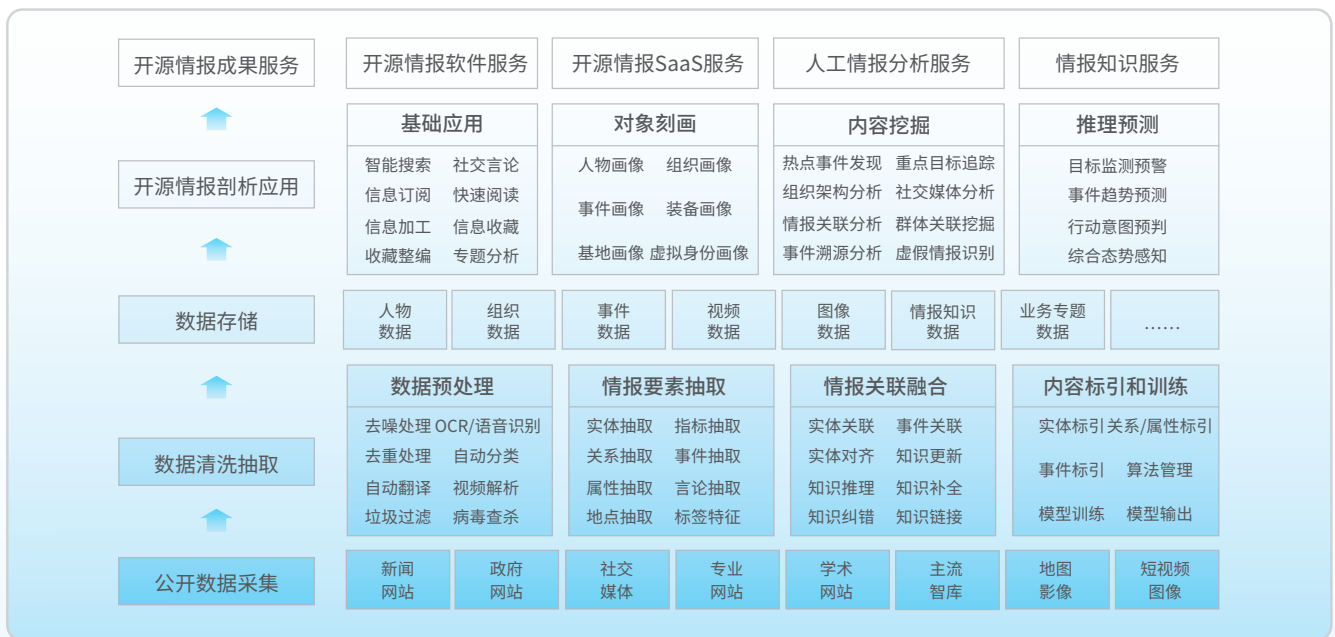 开源情报成果服务
开源情报软件服务
开源情报SaaS服务
人工情报分析服务
情报知识服务
开源情报剖析应用
基础应用
智能搜索 社交言论
信息订阅 快速阅读
信息加工 信息收藏
收藏整编 专题分析
对象刻画
人物画像 组织画像
事件画像 装备画像
基地画像 虚拟身份画像
内容挖掘
热点事件发现 重点目标追踪
组织架构分析 社交媒体分析
情报关联分析 群体关联挖掘
事件溯源分析 虚假情报识别
推理预测
目标监测预警
事件趋势预测
行动意图预判
综合态势感知
数据存储
人物
数据
组织
数据
事件
数据
视频
数据
图像
数据
情报知识
数据
业务专题
数据
……
数据清洗抽取
数据预处理
去噪处理 OCR/语音识别
去重处理 自动分类
自动翻译 视频解析
垃圾过滤 病毒查杀
情报要素抽取
实体抽取 指标抽取
关系抽取 事件抽取
属性抽取 言论抽取
地点抽取 标签特征
情报关联融合
实体关联 事件关联
实体对齐 知识更新
知识推理 知识补全
知识纠错 知识链接
内容标引和训练
实体标引 关系/属性标引
事件标引 算法管理
模型训练 模型输出
公开数据采集
新闻
网站
政府
网站
社交
媒体
专业
网站
学术
网站
主流
智库
地图
影像
短视频
图像